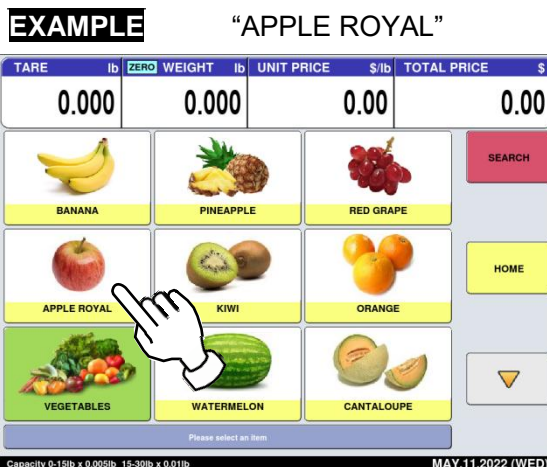 EXAMPLE “APPLE ROYAL”
TARE lb ZERO WEIGHT lb UNIT PRICE $/lb TOTAL PRICE $
0.000 0.000 0.00 0.00
SEARCH
BANANA PINEAPPLE RED GRAPE
HOME
APPLE ROYAL KIWI ORANGE
VEGETABLES WATERMELON CANTALOUPE
Please select an item
Capacity 0-15lb x 0.005lb 15-30lb x 0.01lb MAY.11.2022 (WED)